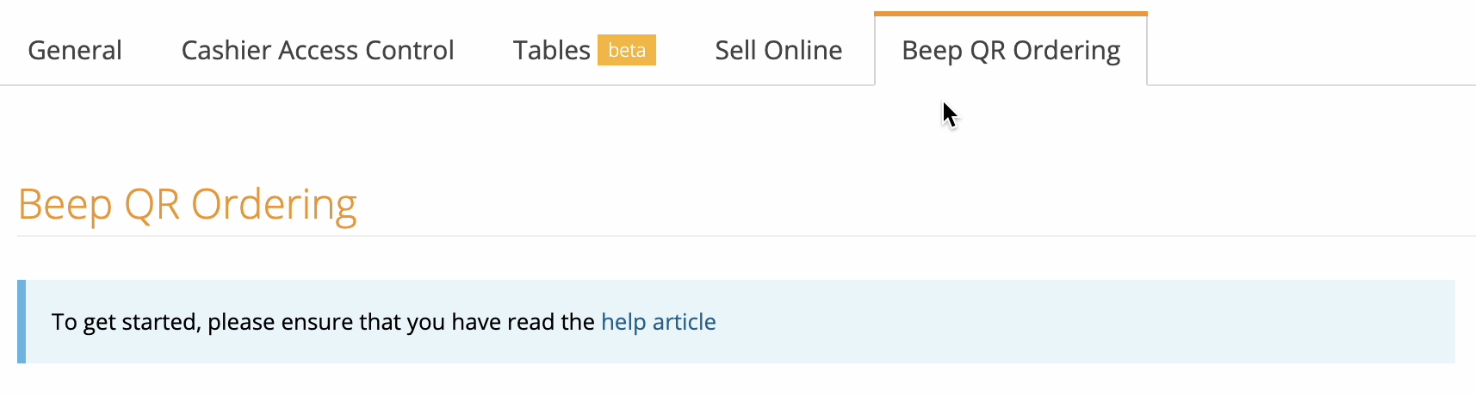 General Cashier Access Control Tables beta Sell Online Beep QR Ordering
Beep QR Ordering
To get started, please ensure that you have read the help article